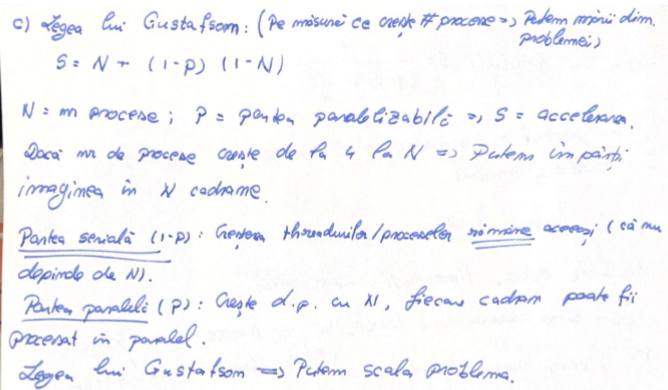 c) Legea lui Gustafsom: (Pe măsură ce crește # procese => Putem mări dim.
problemei)
S = N + (1-p) (1-N)
N = nr procese; P = partea paralelizabilă => S = accelerarea.
Dacă nr de procese crește de la 4 la N => Putem împărți
imaginea în N cadrame.
Partea serială (1-p): Creșterea threadurilor/proceselor rămâne aceeași (că nu
depinde de N).
Partea paralelă (P): Crește d.p. cu N, fiecare cadram poate fii
procesat în paralel.
Legea lui Gustafsom => Putem scala problema.